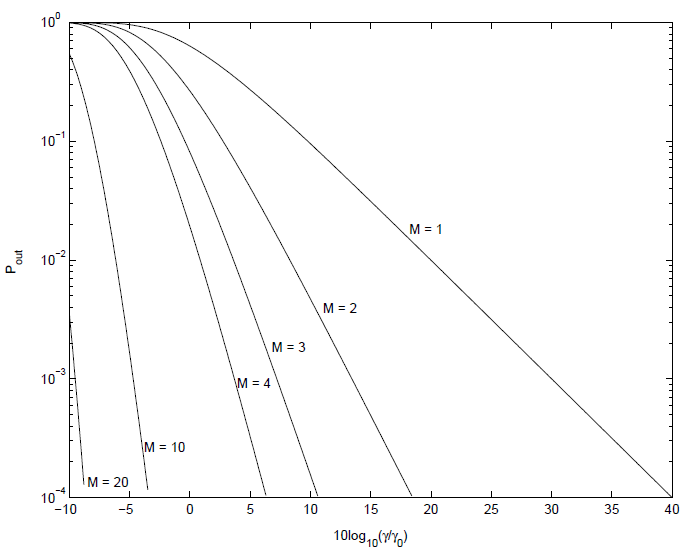 10^0
10^−1
10^−2
10^−3
10^−4
P_out
M = 1
M = 2
M = 3
M = 4
M = 10
M = 20
−10 −5 0 5 10 15 20 25 30 35 40
10log_10(γ/γ_0)